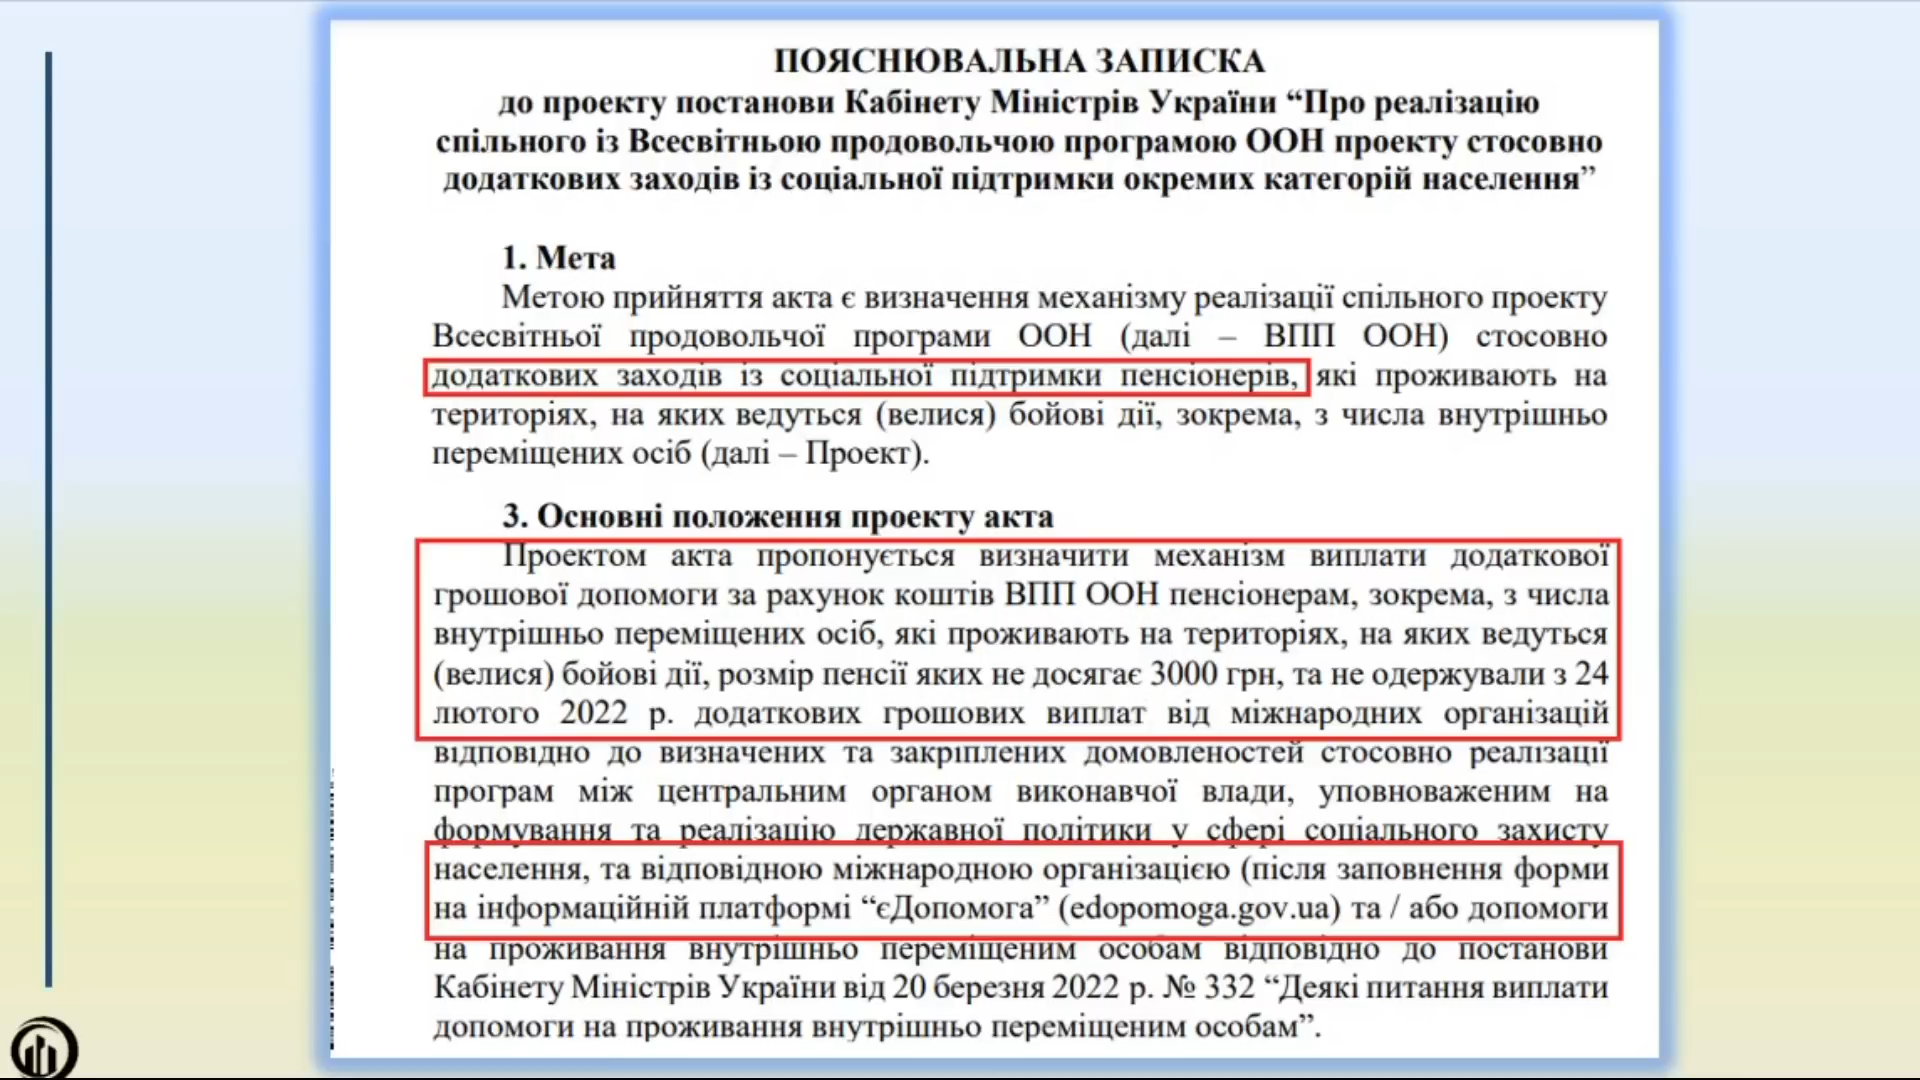 ПОЯСНЮВАЛЬНА ЗАПИСКА
до проекту постанови Кабінету Міністрів України “Про реалізацію
спільного із Всесвітньою продовольчою програмою ООН проекту стосовно
додаткових заходів із соціальної підтримки окремих категорій населення”
1. Мета
Метою прийняття акта є визначення механізму реалізації спільного проекту
Всесвітньої продовольчої програми ООН (далі – ВПП ООН) стосовно
додаткових заходів із соціальної підтримки пенсіонерів, які проживають на
територіях, на яких ведуться (велися) бойові дії, зокрема, з числа внутрішньо
переміщених осіб (далі – Проект).
3. Основні положення проекту акта
Проектом акта пропонується визначити механізм виплати додаткової
грошової допомоги за рахунок коштів ВПП ООН пенсіонерам, зокрема, з числа
внутрішньо переміщених осіб, які проживають на територіях, на яких ведуться
(велися) бойові дії, розмір пенсії яких не досягає 3000 грн, та не одержували з 24
лютого 2022 р. додаткових грошових виплат від міжнародних організацій
відповідно до визначених та закріплених домовленостей стосовно реалізації
програм між центральним органом виконавчої влади, уповноваженим на
формування та реалізацію державної політики у сфері соціального захисту
населення, та відповідною міжнародною організацією (після заповнення форми
на інформаційній платформі “єДопомога” (edopomoga.gov.ua) та / або допомоги
на проживання внутрішньо переміщеним особам відповідно до постанови
Кабінету Міністрів України від 20 березня 2022 р. № 332 “Деякі питання виплати
допомоги на проживання внутрішньо переміщеним особам”.